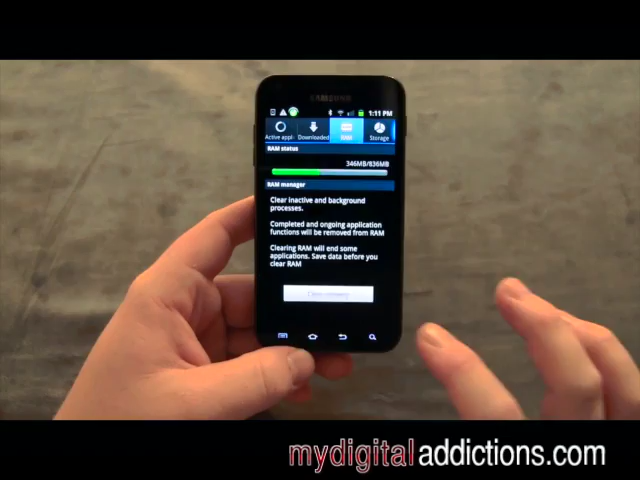 SAMSUNG
1:11 PM
Active appl
Downloaded
RAM
Storage
RAM status
346MB/836MB
RAM manager
Clear inactive and background
processes.
Completed and ongoing application
functions will be removed from RAM
Clearing RAM will end some
applications. Save data before you
clear RAM
mydigitaladdictions.com